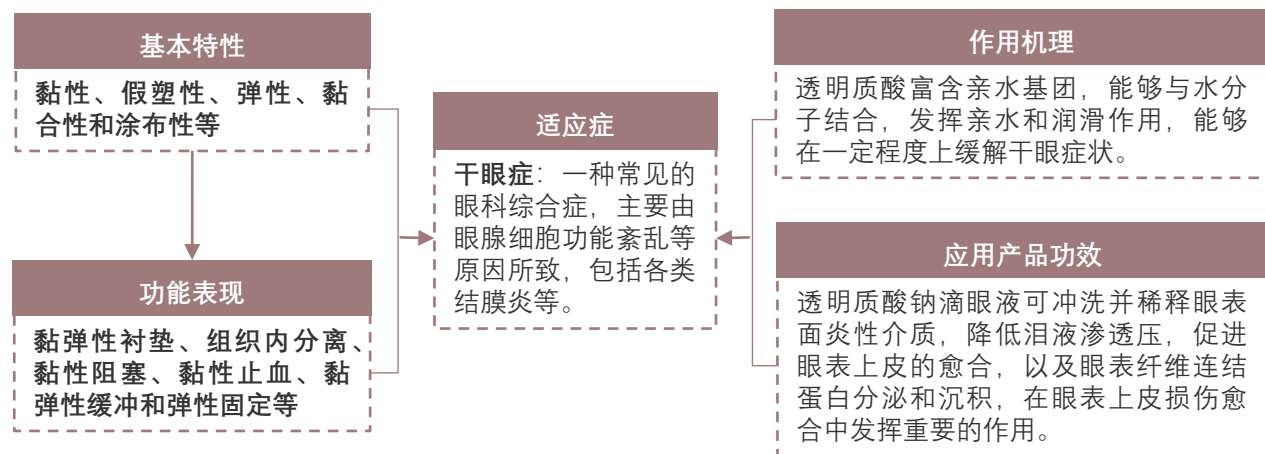 基本特性
黏性、假塑性、弹性、黏
合性和涂布性等
功能表现
黏弹性衬垫、组织内分离、
黏性阻塞、黏性止血、黏
弹性缓冲和弹性固定等
适应症
干眼症：一种常见的
眼科综合症，主要由
眼腺细胞功能紊乱等
原因所致，包括各类
结膜炎等。
作用机理
透明质酸富含亲水基团，能够与水分
子结合，发挥亲水和润滑作用，能够
在一定程度上缓解干眼症状。
应用产品功效
透明质酸钠滴眼液可冲洗并稀释眼表
面炎性介质，降低泪液渗透压，促进
眼表上皮的愈合，以及眼表纤维连结
蛋白分泌和沉积，在眼表上皮损伤愈
合中发挥重要的作用。